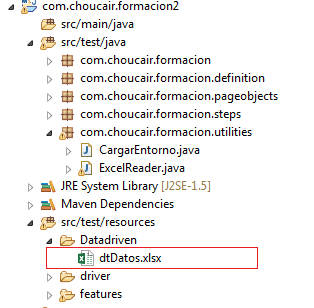 com.choucair.formacion2
src/main/java
src/test/java
com.choucair.formacion
com.choucair.formacion.definition
com.choucair.formacion.pageobjects
com.choucair.formacion.steps
com.choucair.formacion.utilities
CargarEntorno.java
ExcelReader.java
JRE System Library [J2SE-1.5]
Maven Dependencies
src/test/resources
Datadriven
dtDatos.xlsx
driver
features